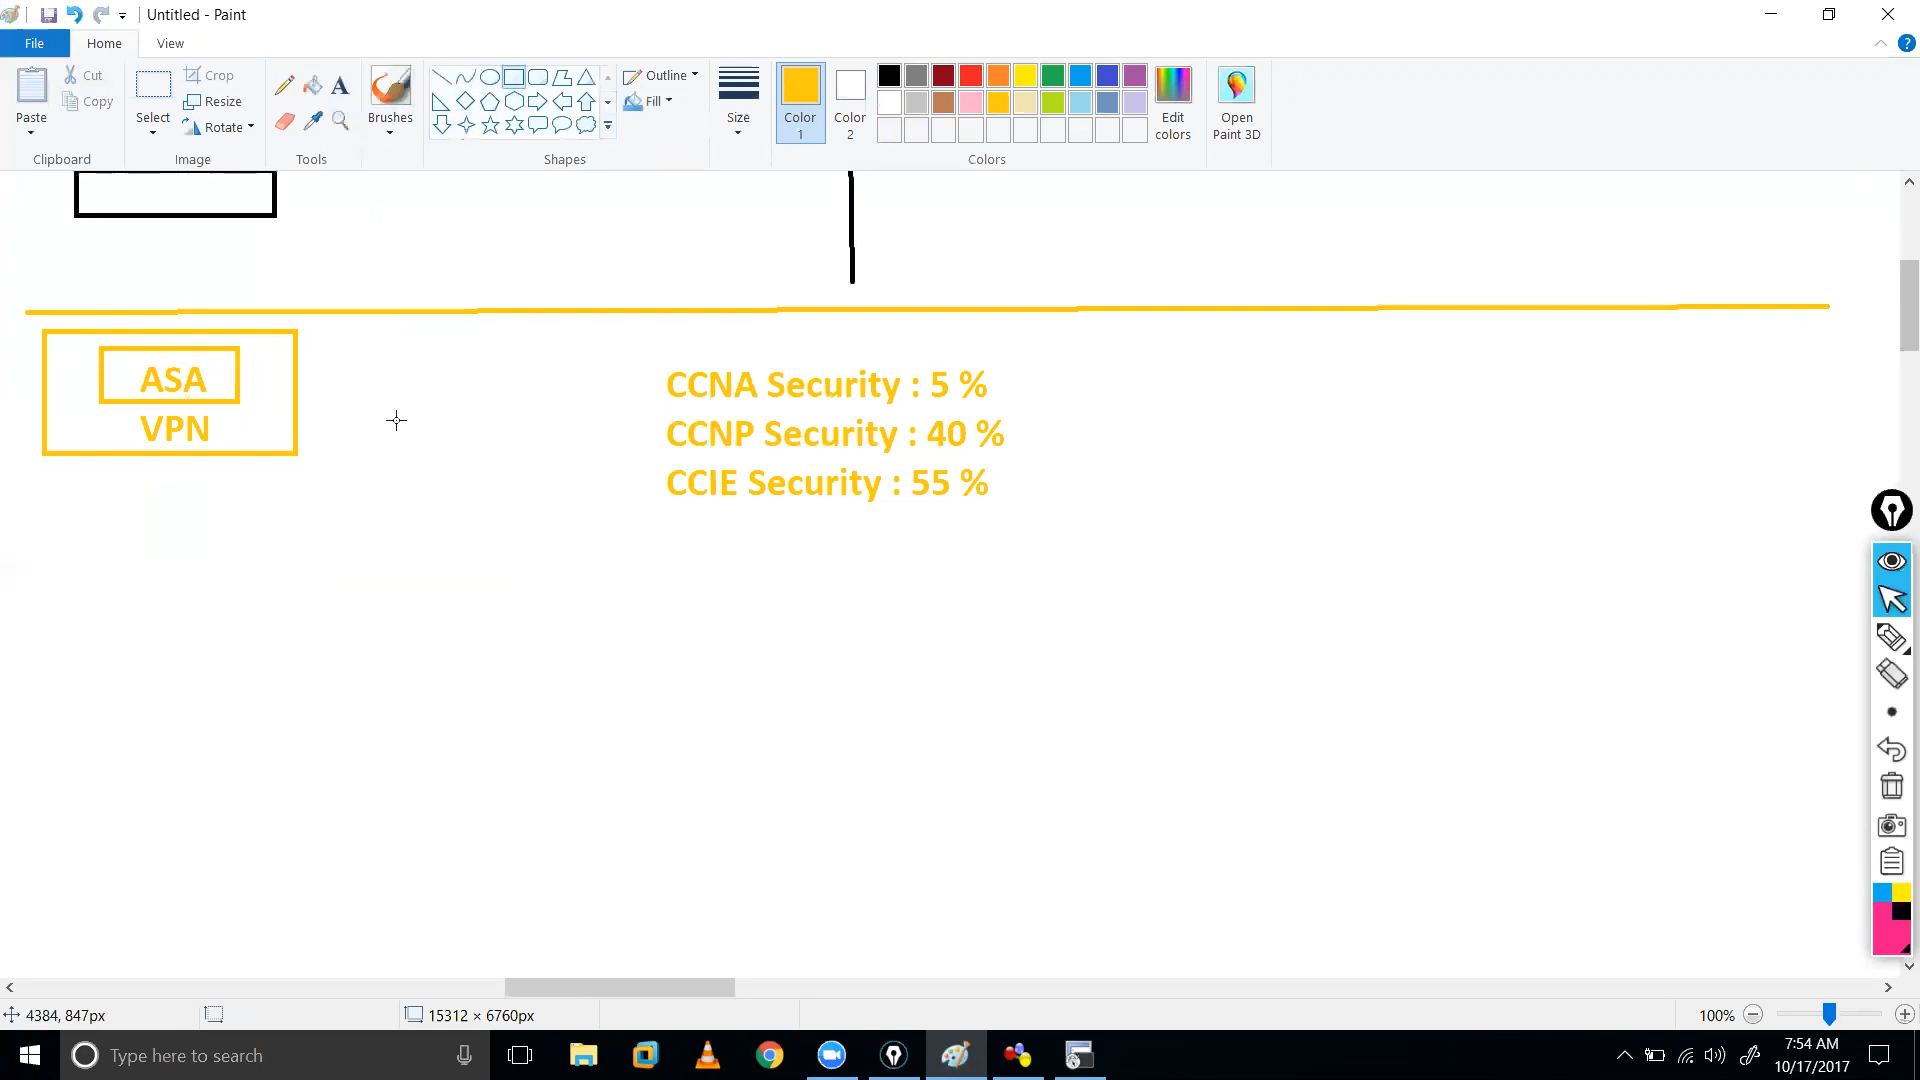 Untitled - Paint
File Home View
Paste
Cut
Copy
Clipboard
Select
Crop
Resize
Rotate
Image
Tools
Brushes
Shapes
Outline
Fill
Size
Color 1
Color 2
Edit colors
Colors
Open Paint 3D
ASA
VPN
CCNA Security : 5 %
CCNP Security : 40 %
CCIE Security : 55 %
4384, 847px
15312 × 6760px
100%
Type here to search
7:54 AM
10/17/2017